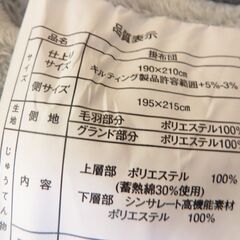 品質表示
品名 掛布団
仕上り
サイズ 190×210cm
キルティング製品許容範囲+5%-3%
側サイズ 195×215cm
生地 側地 毛羽部分 ポリエステル100%
グランド部分 ポリエステル100%
じゅうてん物 内容 上層部 ポリエステル 100%
(蓄熱綿30%使用)
下層部 シンサレート高機能素材
ポリエステル 100%